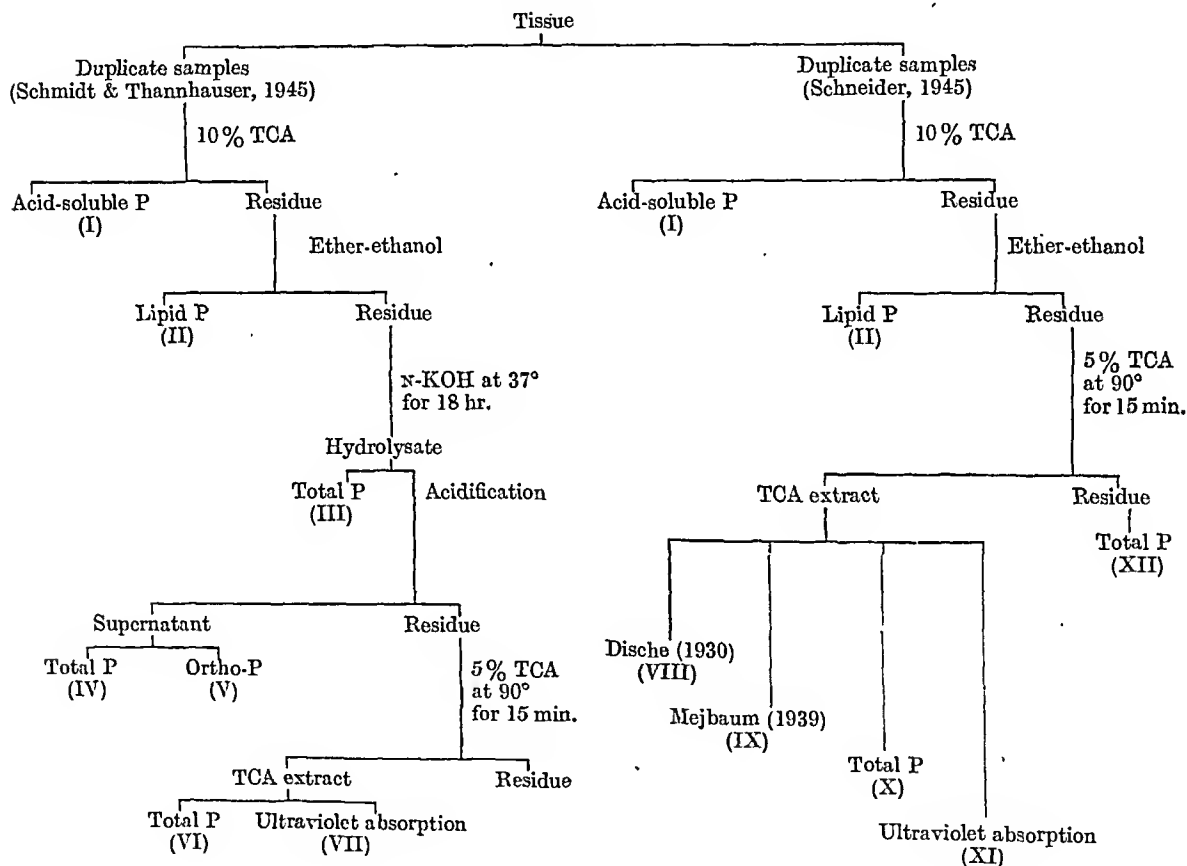 Tissue
Duplicate samples
(Schmidt & Thannhauser, 1945)
Duplicate samples
(Schneider, 1945)
10% TCA
10% TCA
Acid-soluble P
(I)
Residue
Acid-soluble P
(I)
Residue
Ether-ethanol
Ether-ethanol
Lipid P
(II)
Residue
Lipid P
(II)
Residue
N-KOH at 37°
for 18 hr.
5% TCA
at 90°
for 15 min.
Hydrolysate
Total P
(III)
Acidification
TCA extract
Residue
Total P
(XII)
Supernatant
Residue
Total P
(IV)
Ortho-P
(V)
5% TCA
at 90°
for 15 min.
Dische (1930)
(VIII)
Mejbaum (1939)
(IX)
Total P
(X)
Ultraviolet absorption
(XI)
TCA extract
Residue
Total P
(VI)
Ultraviolet absorption
(VII)